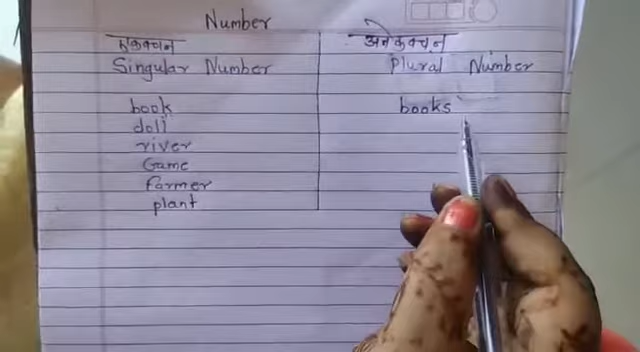 Number
एकवचन अनेकवचन
Singular Number Plural Number
book books
doll
river
Game
Farmer
plant